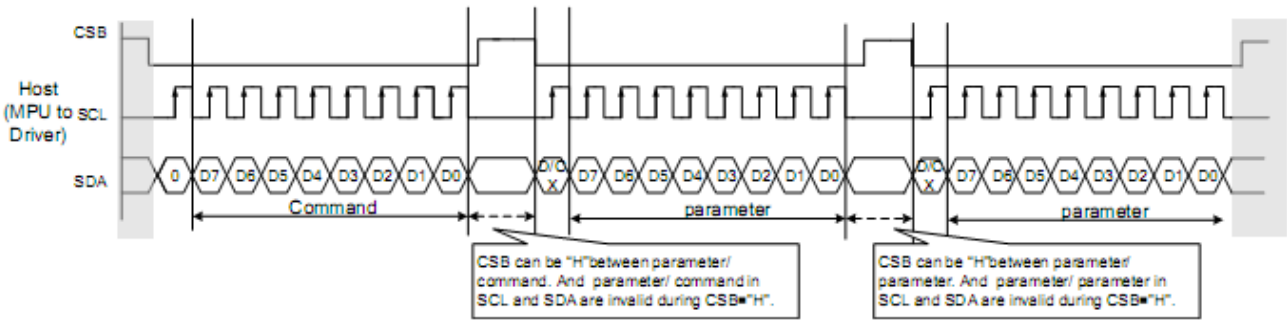 CSB
Host
(MPU to
Driver)
SCL
SDA
0 D7 D6 D5 D4 D3 D2 D1 D0 D/C X D7 D6 D5 D4 D3 D2 D1 D0 D/C X D7 D6 D5 D4 D3 D2 D1 D0
Command parameter parameter
CSB can be "H"between parameter/
command. And parameter/ command in
SCL and SDA are invalid during CSB="H".
CSB can be "H"between parameter/
parameter. And parameter/ parameter in
SCL and SDA are invalid during CSB="H".